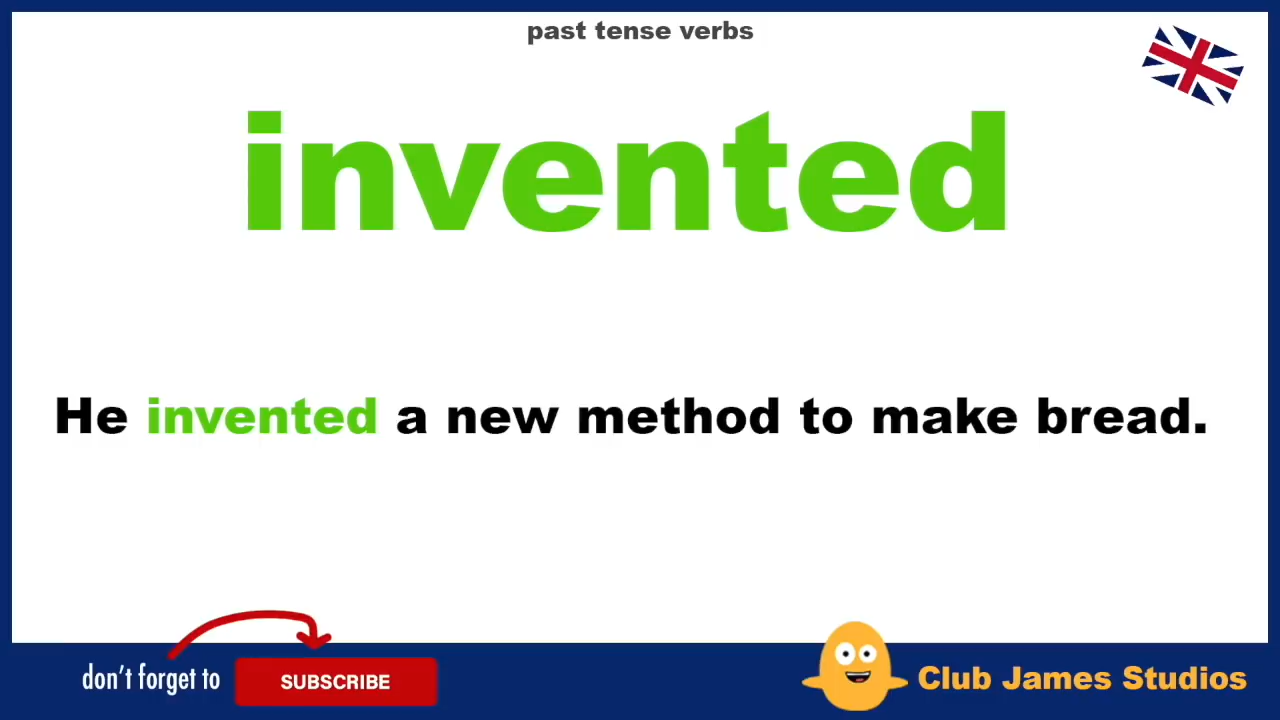 past tense verbs
invented
He invented a new method to make bread.
don't forget to
SUBSCRIBE
Club James Studios